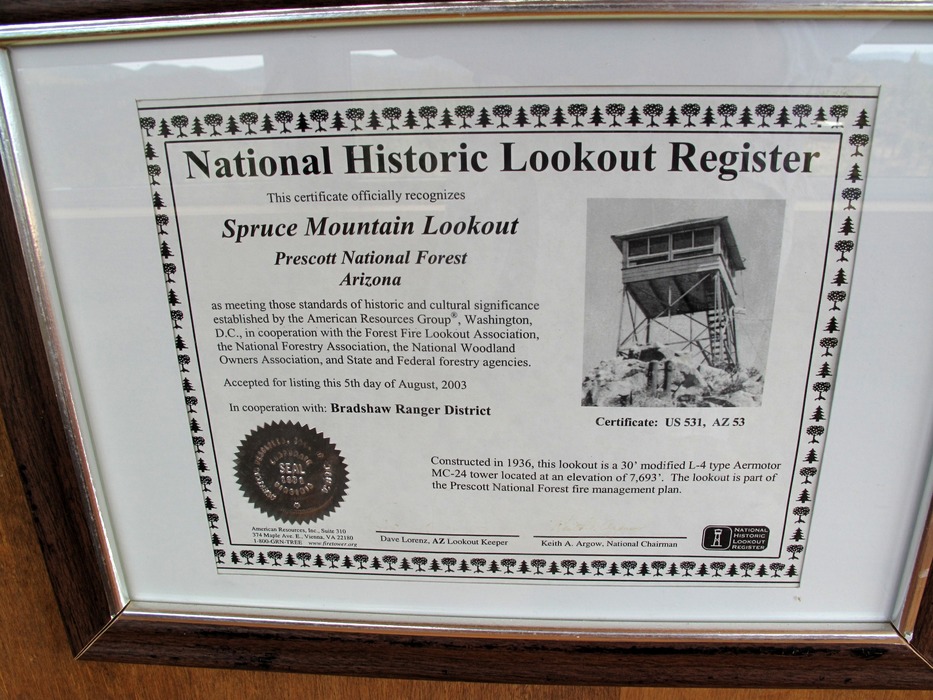 National Historic Lookout Register
This certificate officially recognizes
Spruce Mountain Lookout
Prescott National Forest
Arizona
as meeting those standards of historic and cultural significance
established by the American Resources Group®, Washington,
D.C., in cooperation with the Forest Fire Lookout Association,
the National Forestry Association, the National Woodland
Owners Association, and State and Federal forestry agencies.
Accepted for listing this 5th day of August, 2003
In cooperation with: Bradshaw Ranger District
Certificate: US 531, AZ 53
SEAL
Constructed in 1936, this lookout is a 30' modified L-4 type Aermotor
MC-24 tower located at an elevation of 7,693'. The lookout is part of
the Prescott National Forest fire management plan.
American Resources, Inc., Suite 310
374 Maple Ave. E., Vienna, VA 22180
1-800-GRN-TREE www.firetower.org
Dave Lorenz, AZ Lookout Keeper
Keith A. Argow, National Chairman
NATIONAL
HISTORIC
LOOKOUT
REGISTER